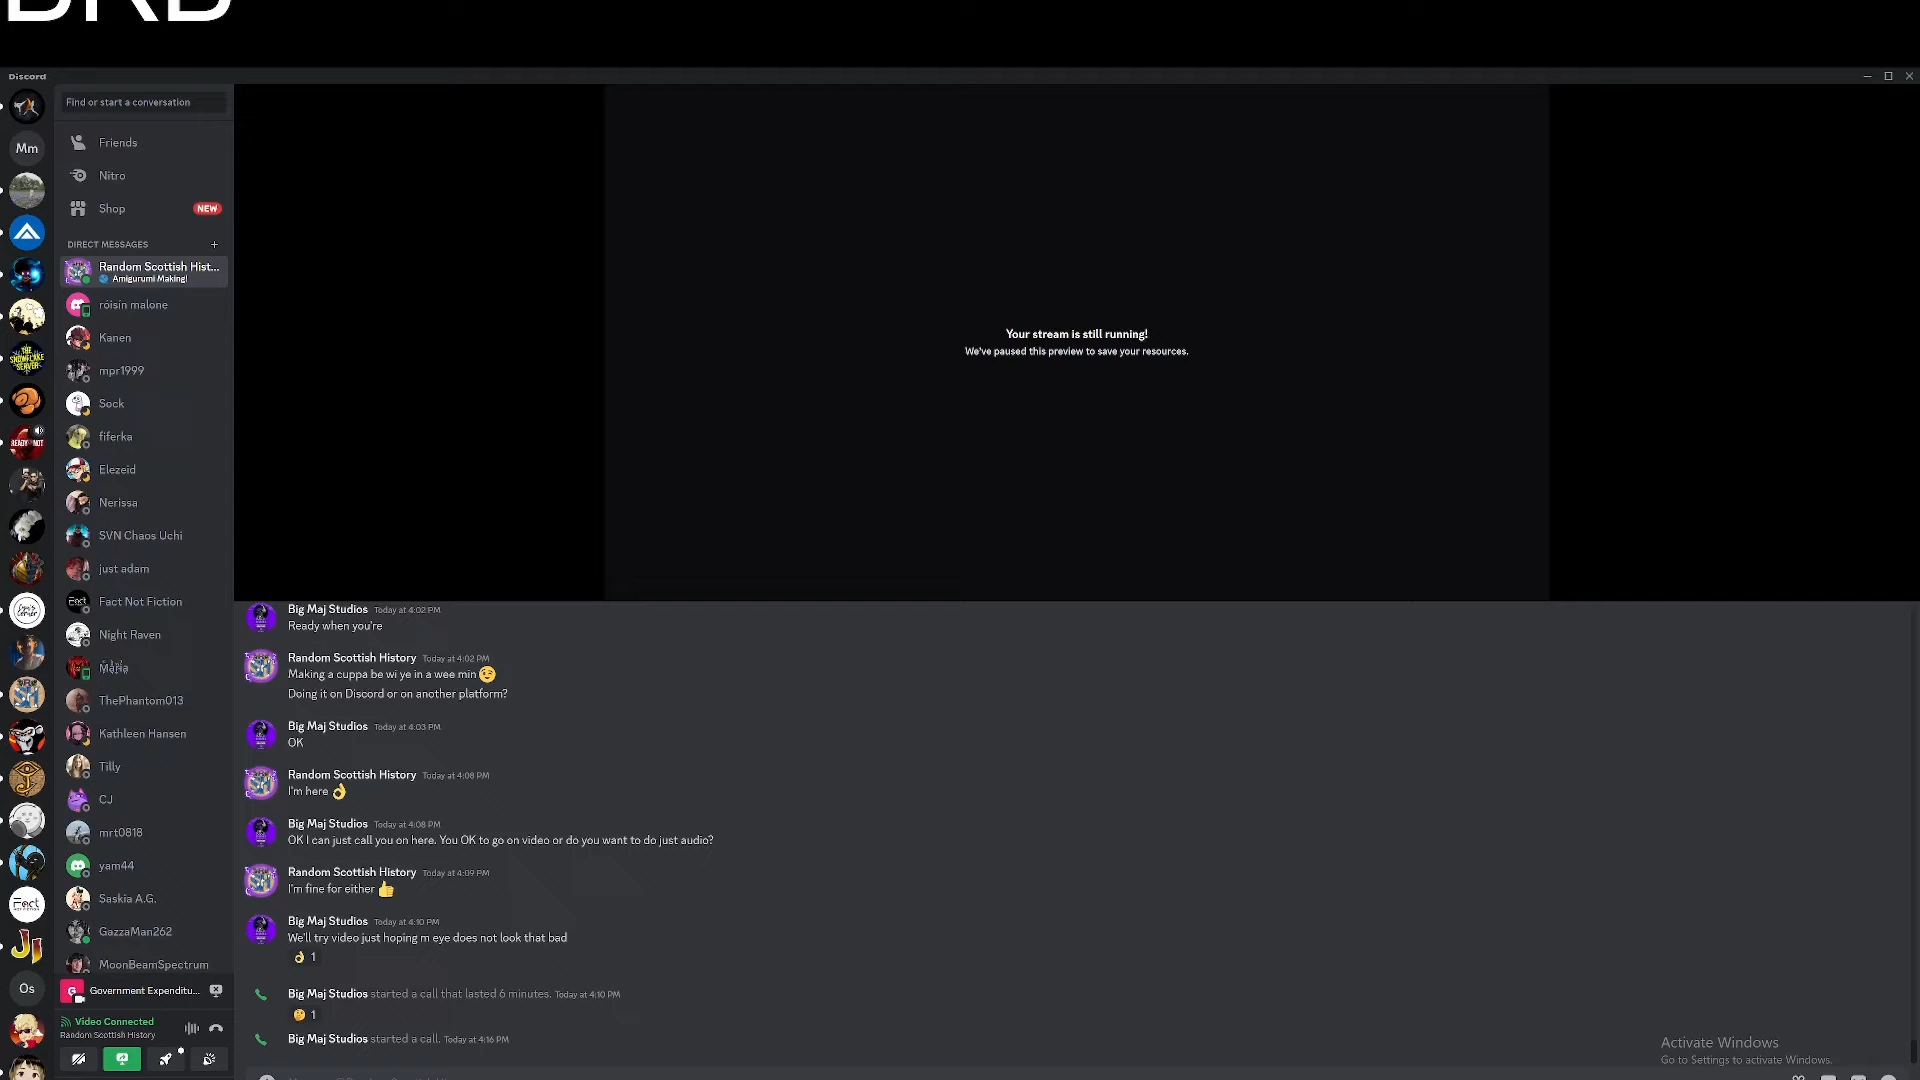 BRB
Discord
Find or start a conversation
Friends
Nitro
Shop
NEW
DIRECT MESSAGES
Random Scottish Hist...
Amigurumi Making!
róisín malone
Kanen
mpr1999
Sock
fiferka
Elezeid
Nerissa
SVN Chaos Uchi
just adam
Fact Not Fiction
Night Raven
ThePhantom013
Kathleen Hansen
Tilly
CJ
mrt0818
yam44
Saskia A.G.
GazzaMan262
MoonBeamSpectrum
Government Expenditu...
Video Connected
Random Scottish History
Mm
THE SNOWFLAKE SERVER
READY OR NOT
Fact
Jj
Os
Your stream is still running!
We've paused this preview to save your resources.
Big Maj Studios Today at 4:02 PM
Ready when you're
Random Scottish History Today at 4:02 PM
Making a cuppa be wi ye in a wee min 😉
Doing it on Discord or on another platform?
Big Maj Studios Today at 4:03 PM
OK
Random Scottish History Today at 4:08 PM
I'm here 👌
Big Maj Studios Today at 4:08 PM
OK I can just call you on here. You OK to go on video or do you want to do just audio?
Random Scottish History Today at 4:09 PM
I'm fine for either 👍
Big Maj Studios Today at 4:10 PM
We'll try video just hoping m eye does not look that bad
👌 1
Big Maj Studios started a call that lasted 6 minutes. Today at 4:10 PM
🤔 1
Big Maj Studios started a call. Today at 4:16 PM
Activate Windows
Go to Settings to activate Windows.